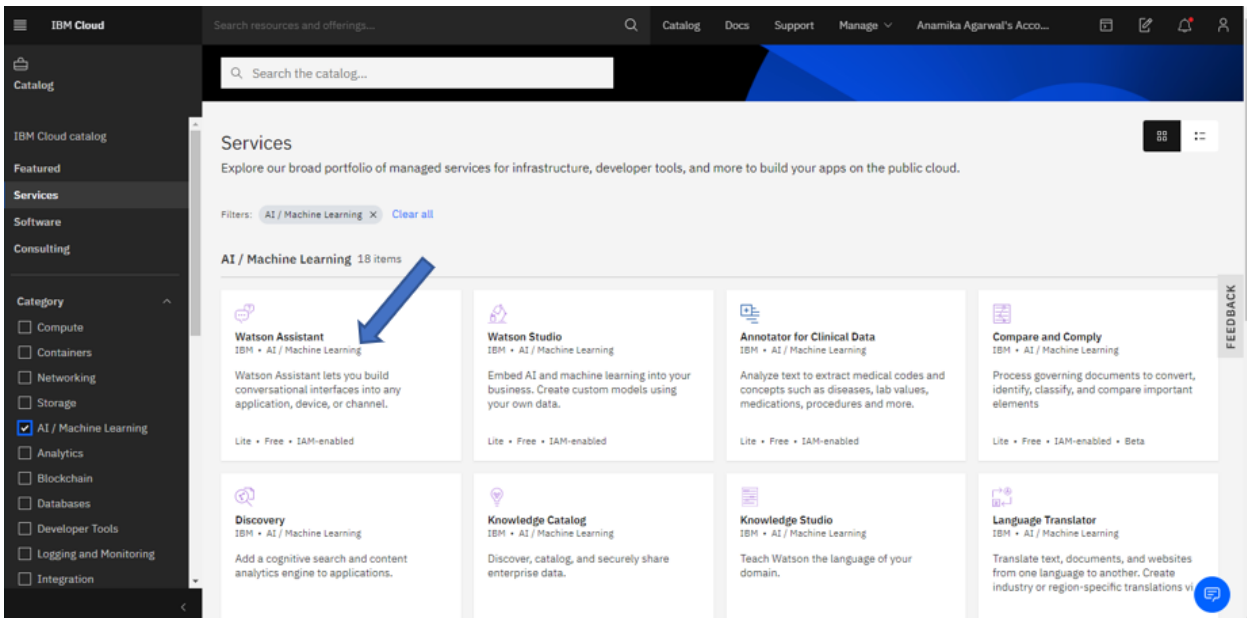 IBM Cloud
Search resources and offerings...
Catalog
Docs
Support
Manage
Anamika Agarwal's Acco...
Catalog
Search the catalog...
IBM Cloud catalog
Featured
Services
Software
Consulting
Category
Compute
Containers
Networking
Storage
AI / Machine Learning
Analytics
Blockchain
Databases
Developer Tools
Logging and Monitoring
Integration
Services
Explore our broad portfolio of managed services for infrastructure, developer tools, and more to build your apps on the public cloud.
Filters: AI / Machine Learning × Clear all
AI / Machine Learning 18 items
Watson Assistant
IBM • AI / Machine Learning
Watson Assistant lets you build
conversational interfaces into any
application, device, or channel.
Lite • Free • IAM-enabled
Watson Studio
IBM • AI / Machine Learning
Embed AI and machine learning into your
business. Create custom models using
your own data.
Lite • Free • IAM-enabled
Annotator for Clinical Data
IBM • AI / Machine Learning
Analyze text to extract medical codes and
concepts such as diseases, lab values,
medications, procedures and more.
Lite • Free • IAM-enabled
Compare and Comply
IBM • AI / Machine Learning
Process governing documents to convert,
identify, classify, and compare important
elements
Lite • Free • IAM-enabled • Beta
Discovery
IBM • AI / Machine Learning
Add a cognitive search and content
analytics engine to applications.
Knowledge Catalog
IBM • AI / Machine Learning
Discover, catalog, and securely share
enterprise data.
Knowledge Studio
IBM • AI / Machine Learning
Teach Watson the language of your
domain.
Language Translator
IBM • AI / Machine Learning
Translate text, documents, and websites
from one language to another. Create
industry or region-specific translations vi
FEEDBACK